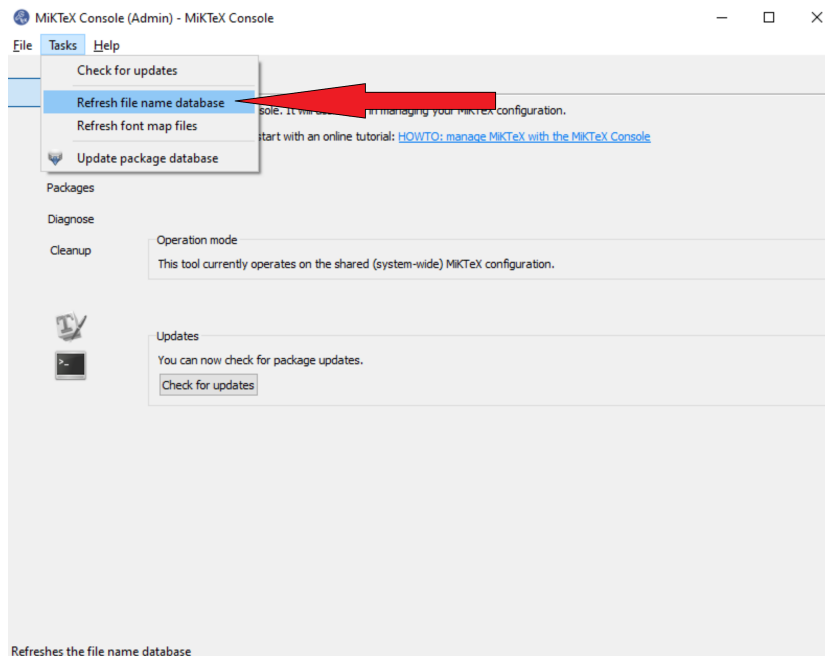 MiKTeX Console (Admin) - MiKTeX Console
File Tasks Help
Check for updates
Refresh file name database
Refresh font map files
Update package database
in managing your MiKTeX configuration.
start with an online tutorial: HOWTO: manage MiKTeX with the MiKTeX Console
Packages
Diagnose
Cleanup
Operation mode
This tool currently operates on the shared (system-wide) MiKTeX configuration.
Updates
You can now check for package updates.
Check for updates
Refreshes the file name database